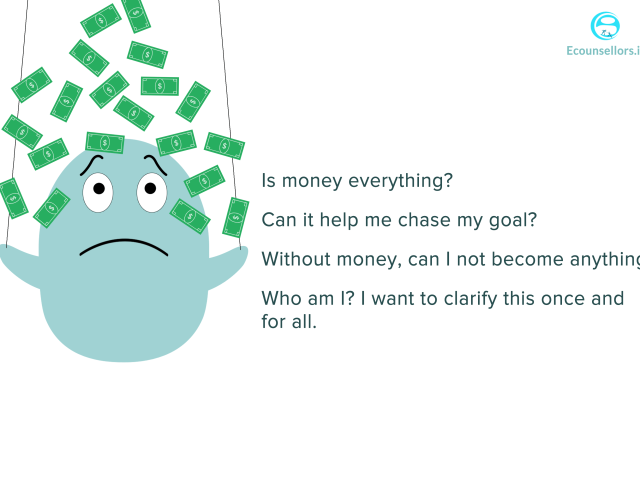 Ecounsellors.i
Is money everything?
Can it help me chase my goal?
Without money, can I not become anything
Who am I? I want to clarify this once and
for all.